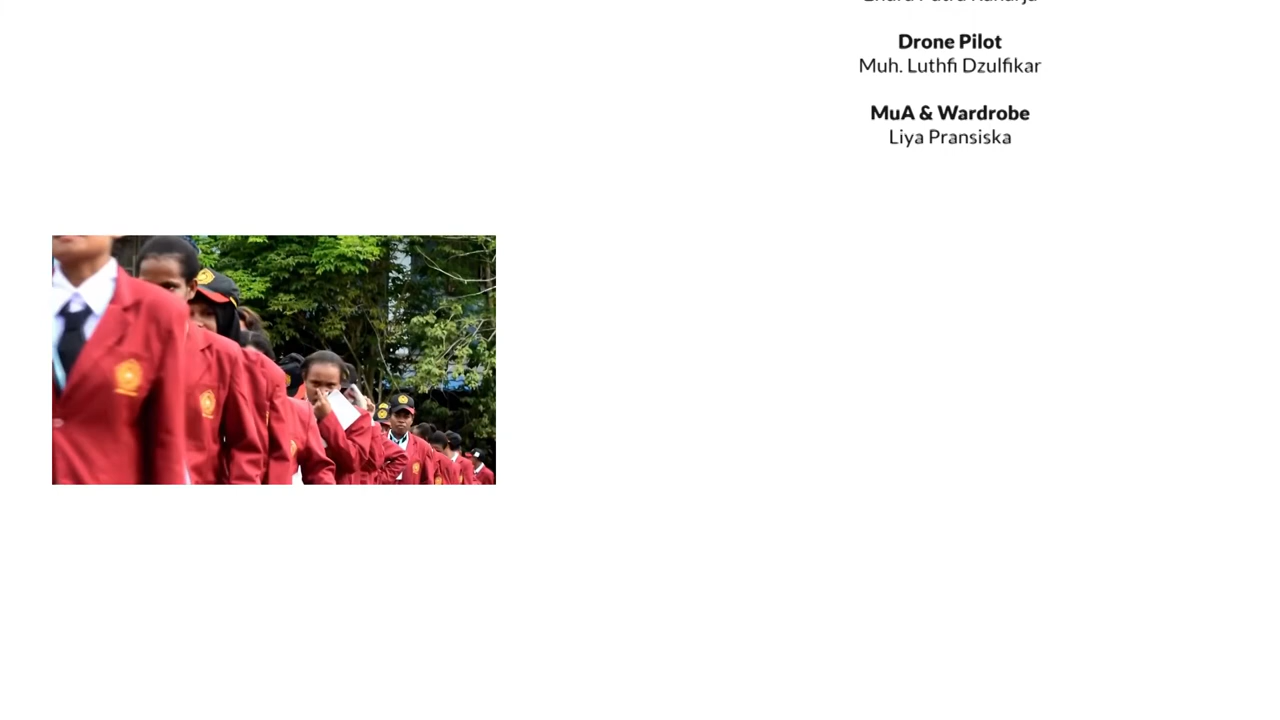 Drone Pilot
Muh. Luthfi Dzulfikar
MuA & Wardrobe
Liya Pransiska